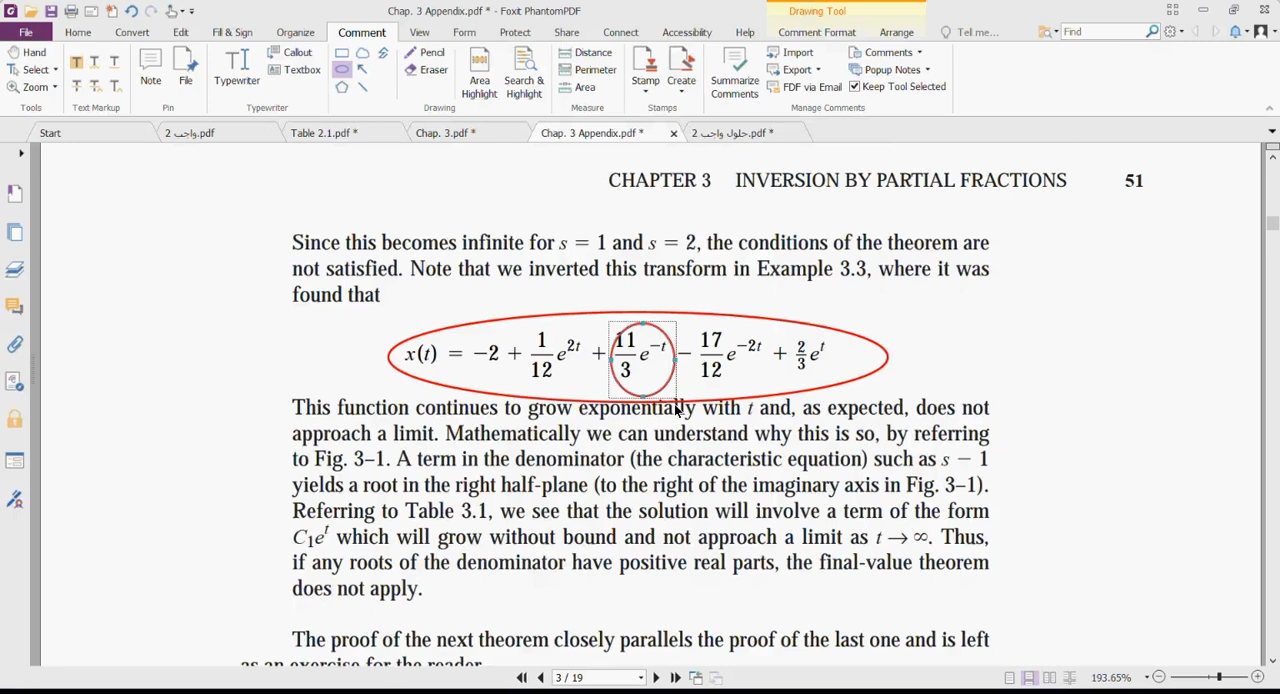 Chap. 3 Appendix.pdf * - Foxit PhantomPDF
Drawing Tool
File Home Convert Edit Fill & Sign Organize Comment View Form Protect Share Connect Accessibility Help Comment Format Arrange Tell me... Find
Hand
Select
Zoom
Tools
Text Markup
Note
File
Pin
Typewriter
Callout
Textbox
Typewriter
Pencil
Eraser
Drawing
Area Highlight
Search & Highlight
Distance
Perimeter
Area
Measure
Stamp
Create
Stamps
Summarize Comments
Import
Export
FDF via Email
Comments
Popup Notes
Keep Tool Selected
Manage Comments
Start
واجب 2.pdf
Table 2.1.pdf *
Chap. 3.pdf *
Chap. 3 Appendix.pdf *
حلول واجب 2.pdf *
CHAPTER 3 INVERSION BY PARTIAL FRACTIONS 51
Since this becomes infinite for s = 1 and s = 2, the conditions of the theorem are
not satisfied. Note that we inverted this transform in Example 3.3, where it was
found that
x(t) = −2 + 1/12 e^2t + 11/3 e^−t − 17/12 e^−2t + 2/3 e^t
This function continues to grow exponentially with t and, as expected, does not
approach a limit. Mathematically we can understand why this is so, by referring
to Fig. 3–1. A term in the denominator (the characteristic equation) such as s − 1
yields a root in the right half-plane (to the right of the imaginary axis in Fig. 3–1).
Referring to Table 3.1, we see that the solution will involve a term of the form
C₁e^t which will grow without bound and not approach a limit as t → ∞. Thus,
if any roots of the denominator have positive real parts, the final-value theorem
does not apply.
The proof of the next theorem closely parallels the proof of the last one and is left
as an exercise for the reader.
3 / 19
193.65%